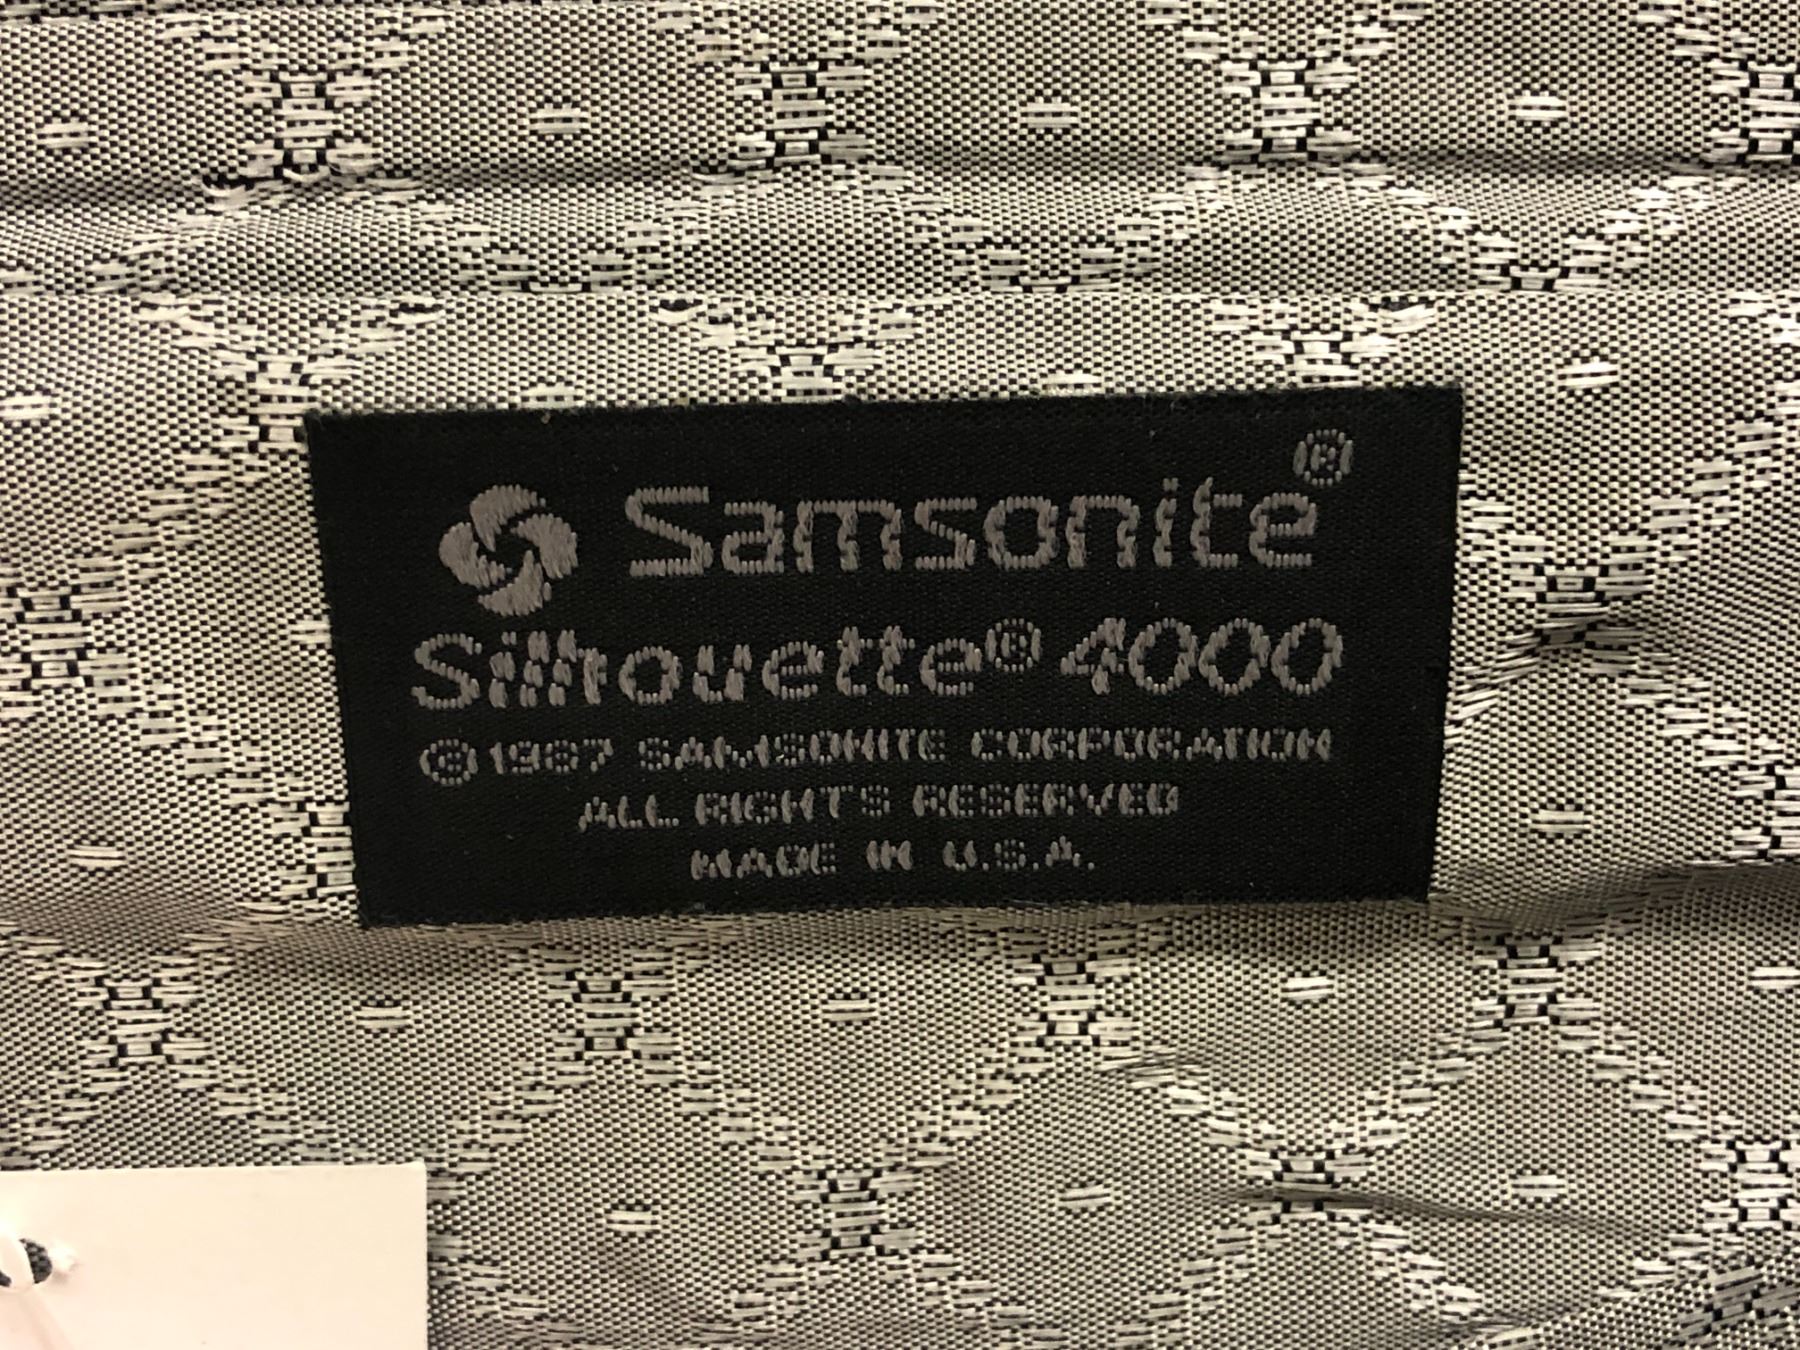 Samsonite®
Silhouette® 4000
©1987 SAMSONITE CORPORATION
ALL RIGHTS RESERVED
MADE IN U.S.A.